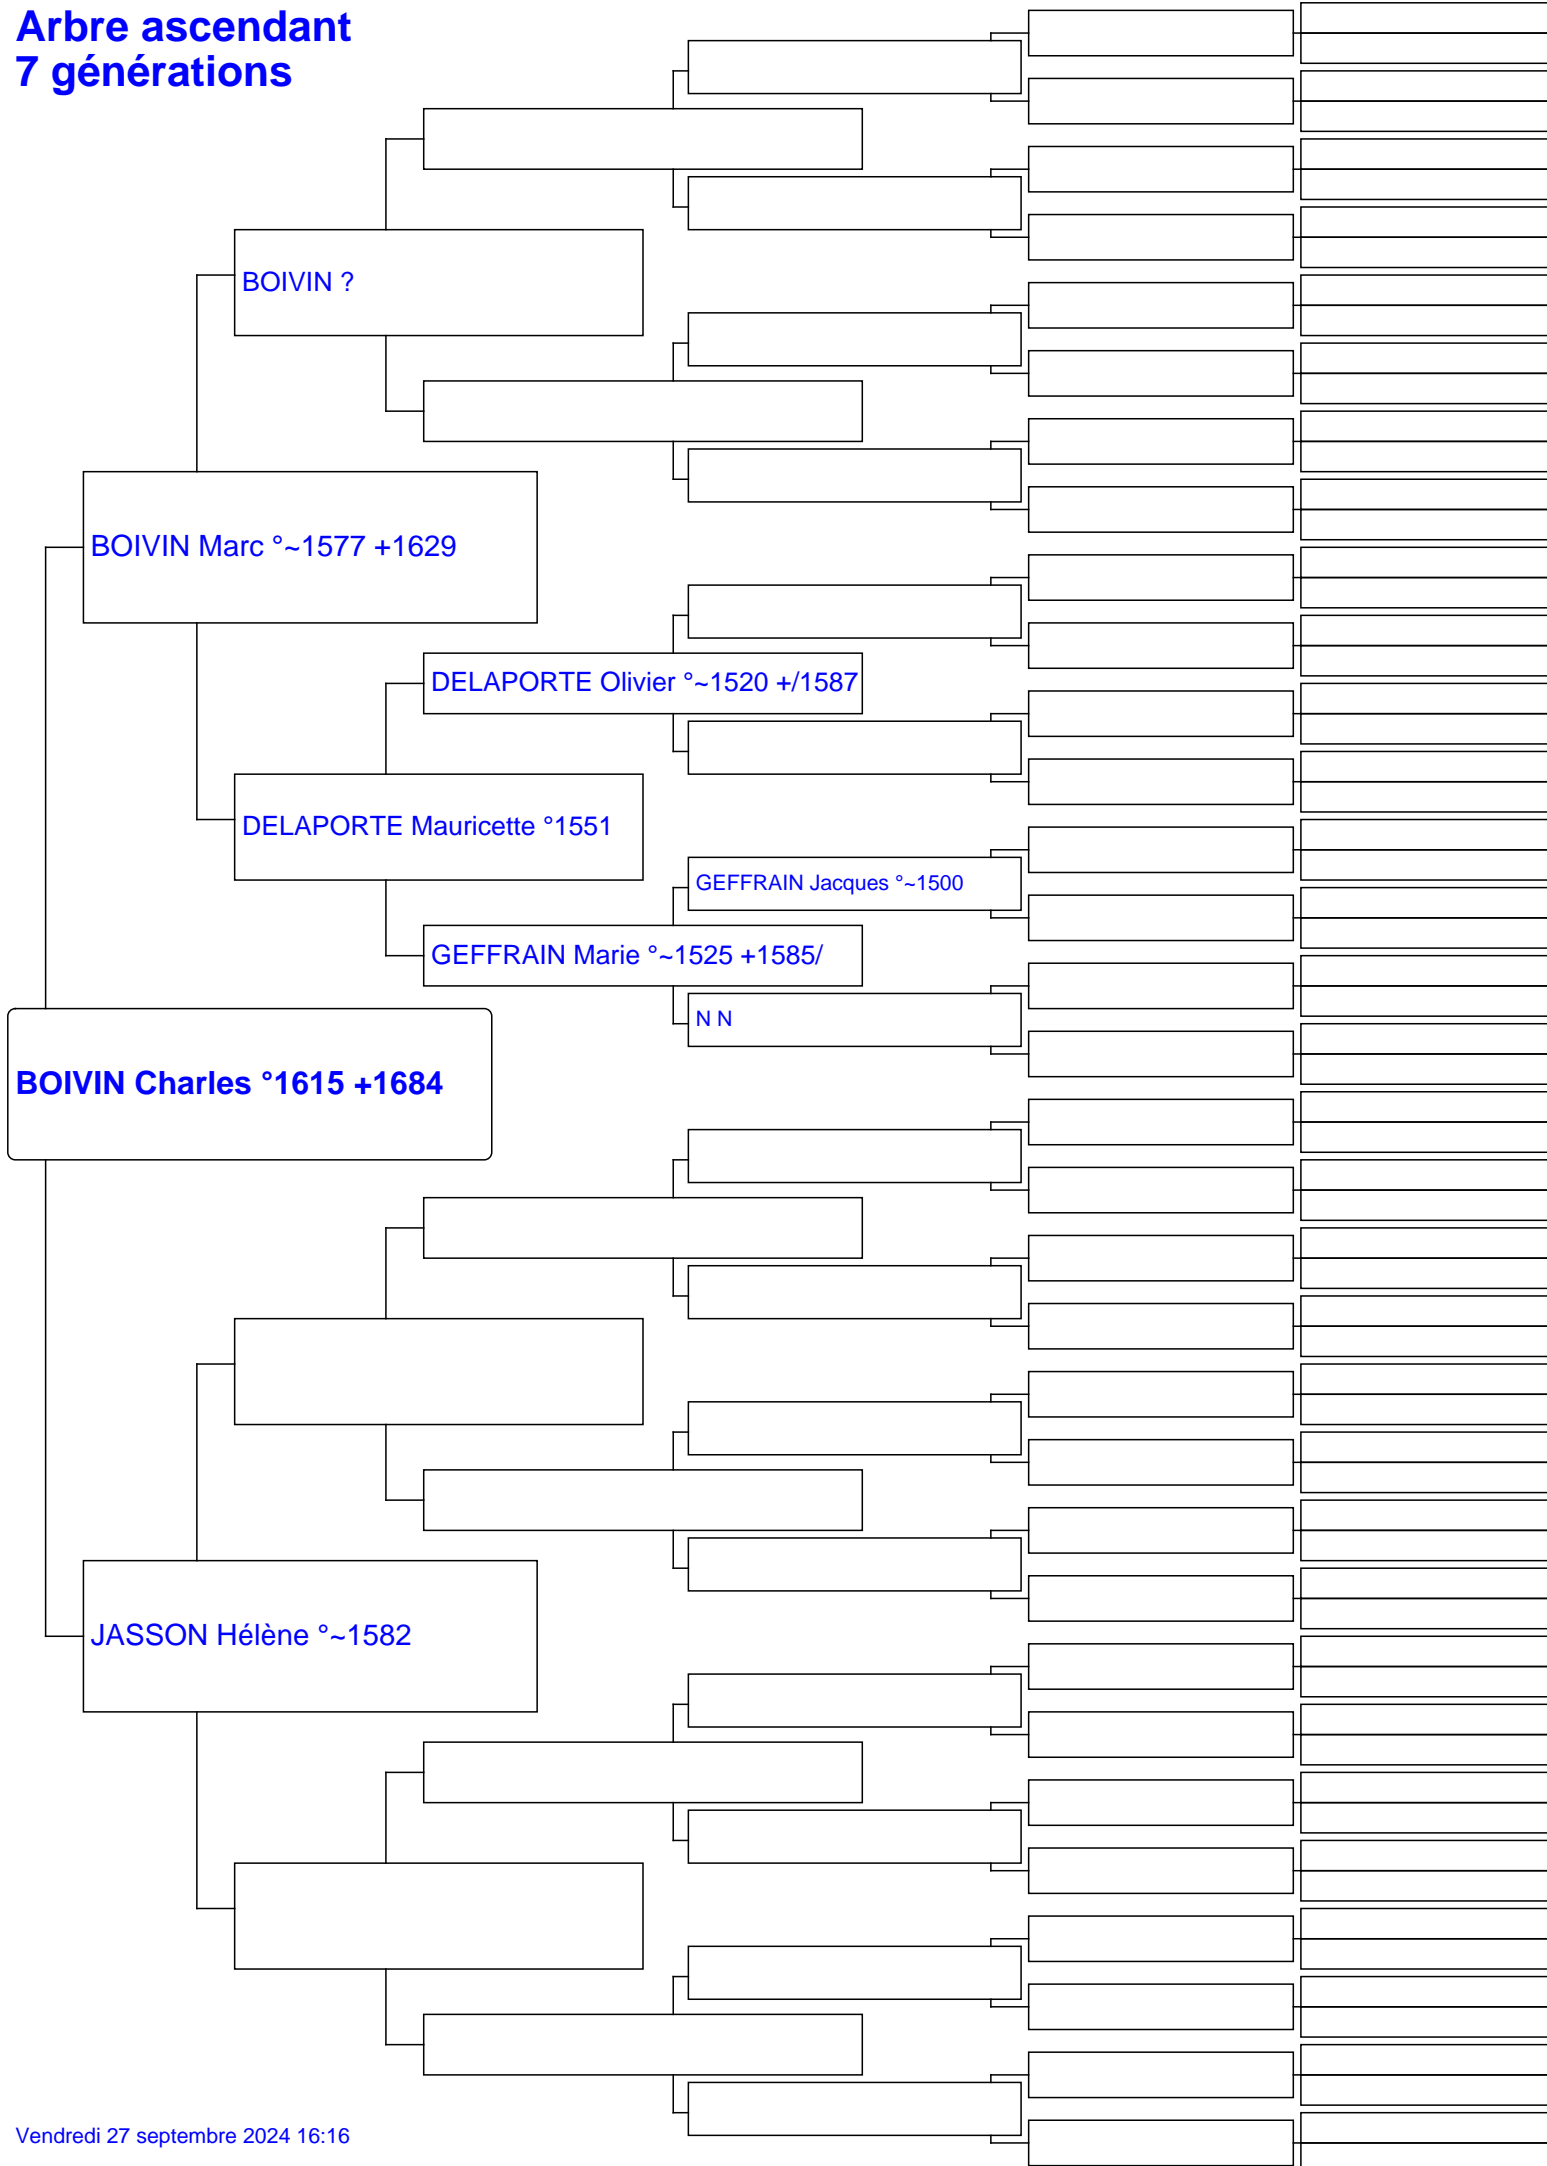 Arbre ascendant
7 générations
BOIVIN ?
BOIVIN Marc °~1577 +1629
DELAPORTE Olivier °~1520 +/1587
DELAPORTE Mauricette °1551
GEFFRAIN Jacques °~1500
GEFFRAIN Marie °~1525 +1585/
N N
BOIVIN Charles °1615 +1684
JASSON Hélène °~1582
Vendredi 27 septembre 2024 16:16